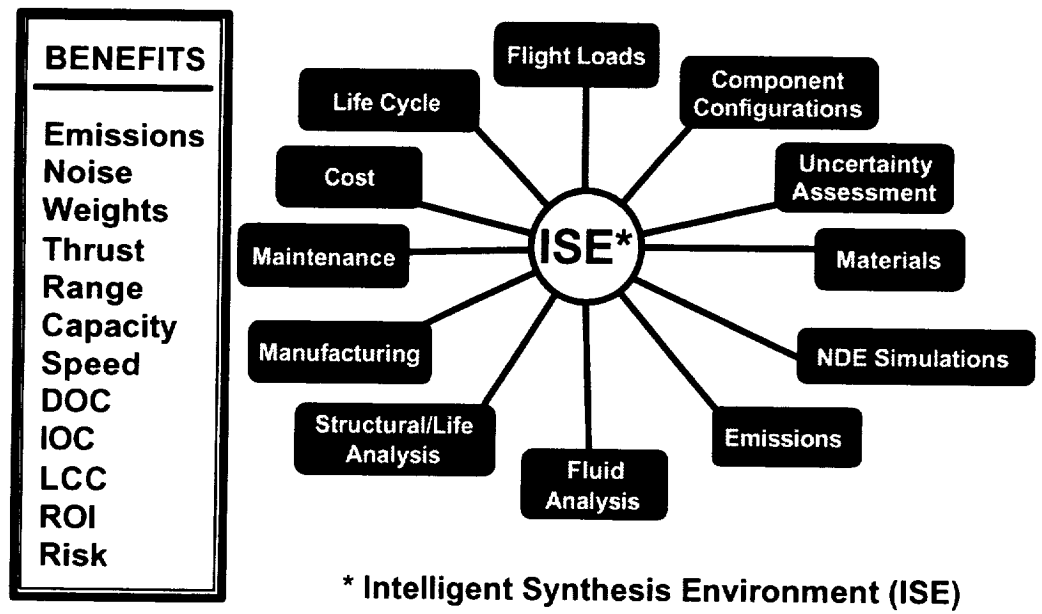 BENEFITS
Emissions
Noise
Weights
Thrust
Range
Capacity
Speed
DOC
IOC
LCC
ROI
Risk
Flight Loads
Component
Configurations
Life Cycle
Uncertainty
Assessment
Cost
ISE*
Maintenance
Materials
Manufacturing
NDE Simulations
Structural/Life
Analysis
Emissions
Fluid
Analysis
* Intelligent Synthesis Environment (ISE)